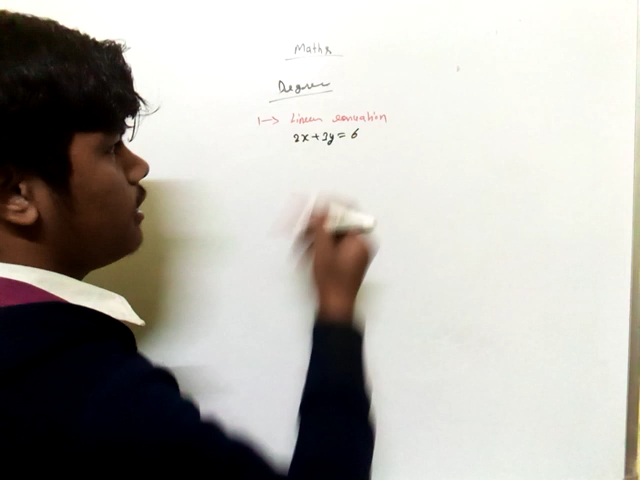 Maths
Degree
1→ Linear equation
2x + 3y = 6